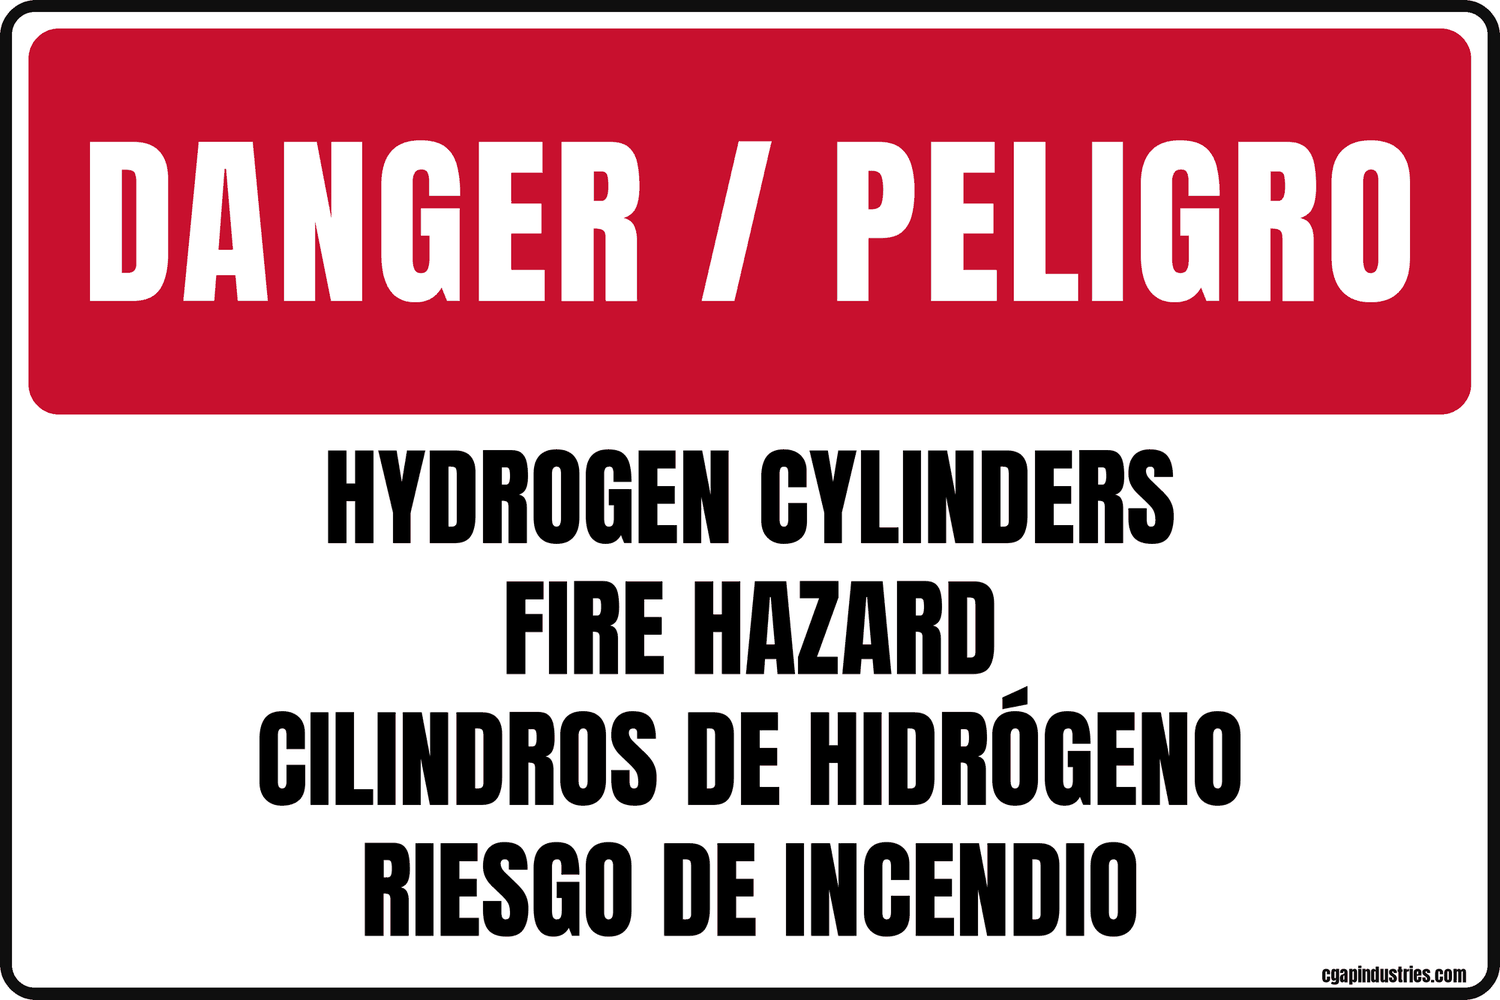 DANGER / PELIGRO
HYDROGEN CYLINDERS
FIRE HAZARD
CILINDROS DE HIDRÓGENO
RIESGO DE INCENDIO
cgapindustries.com